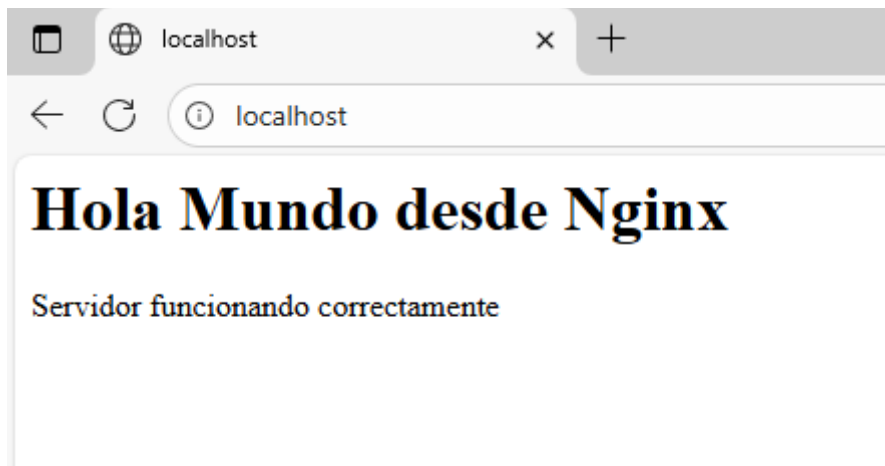 localhost
localhost
Hola Mundo desde Nginx
Servidor funcionando correctamente